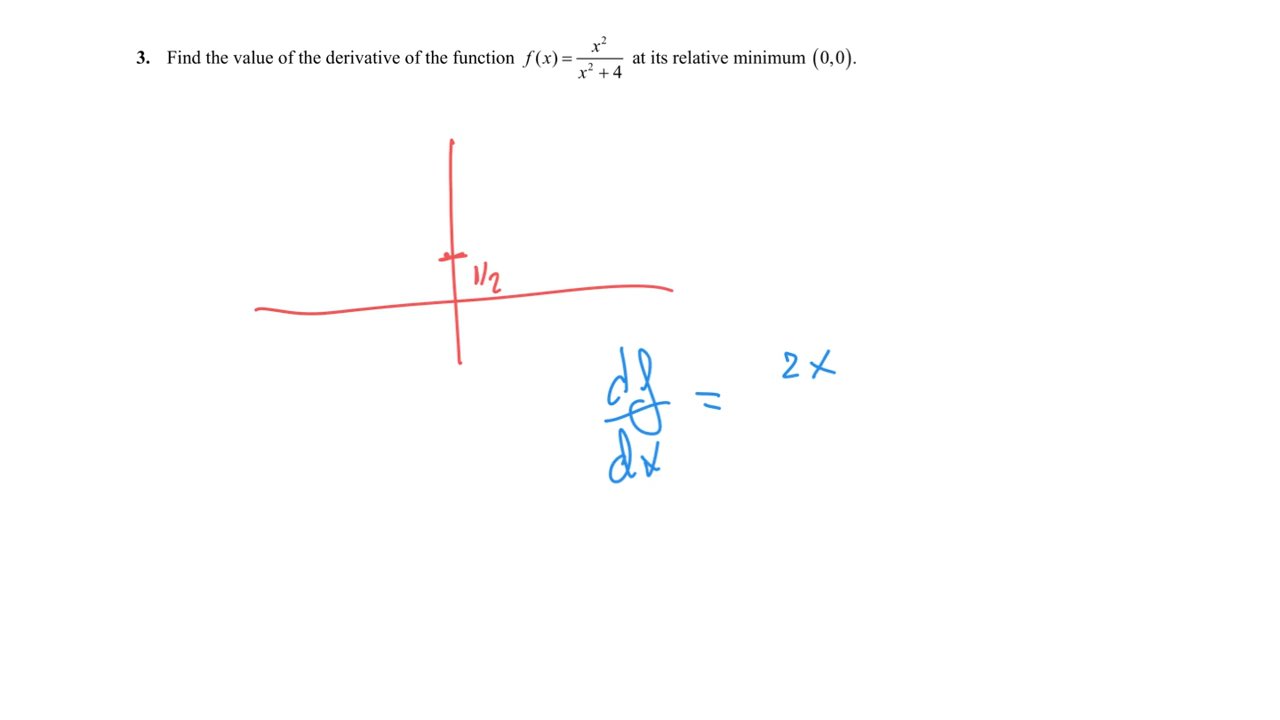 3. Find the value of the derivative of the function f(x) = x²/(x² + 4) at its relative minimum (0,0).
1/2
df/dx = 2x